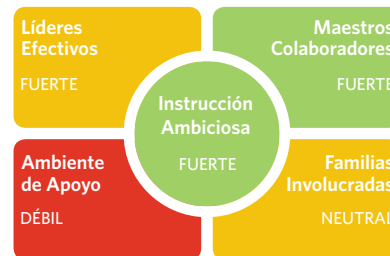 Líderes
Efectivos
FUERTE
Maestros
Colaboradores
FUERTE
Instrucción
Ambiciosa
FUERTE
Ambiente
de Apoyo
DÉBIL
Familias
Involucradas
NEUTRAL